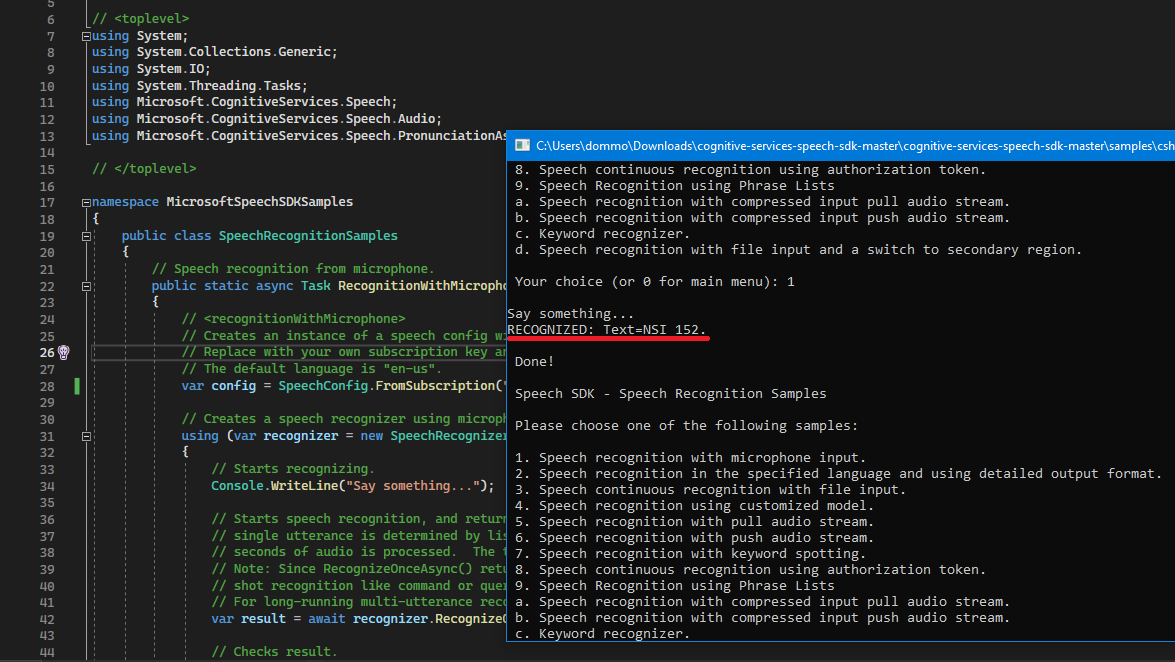 5
6 // <toplevel>
7 using System;
8 using System.Collections.Generic;
9 using System.IO;
10 using System.Threading.Tasks;
11 using Microsoft.CognitiveServices.Speech;
12 using Microsoft.CognitiveServices.Speech.Audio;
13 using Microsoft.CognitiveServices.Speech.PronunciationAs
14
15 // </toplevel>
16
17 namespace MicrosoftSpeechSDKSamples
18 {
19 public class SpeechRecognitionSamples
20 {
21 // Speech recognition from microphone.
22 public static async Task RecognitionWithMicropho
23 {
24 // <recognitionWithMicrophone>
25 // Creates an instance of a speech config wi
26 // Replace with your own subscription key an
27 // The default language is "en-us".
28 var config = SpeechConfig.FromSubscription("
29
30 // Creates a speech recognizer using microph
31 using (var recognizer = new SpeechRecognizer
32 {
33 // Starts recognizing.
34 Console.WriteLine("Say something...");
35
36 // Starts speech recognition, and return
37 // single utterance is determined by lis
38 // seconds of audio is processed.  The t
39 // Note: Since RecognizeOnceAsync() retu
40 // shot recognition like command or que
41 // For long-running multi-utterance reco
42 var result = await recognizer.RecognizeO
43
44 // Checks result.
C:\Users\dommo\Downloads\cognitive-services-speech-sdk-master\cognitive-services-speech-sdk-master\samples\csh
8. Speech continuous recognition using authorization token.
9. Speech Recognition using Phrase Lists
a. Speech recognition with compressed input pull audio stream.
b. Speech recognition with compressed input push audio stream.
c. Keyword recognizer.
d. Speech recognition with file input and a switch to secondary region.
Your choice (or 0 for main menu): 1
Say something...
RECOGNIZED: Text=NSI 152.
Done!
Speech SDK - Speech Recognition Samples
Please choose one of the following samples:
1. Speech recognition with microphone input.
2. Speech recognition in the specified language and using detailed output format.
3. Speech continuous recognition with file input.
4. Speech recognition using customized model.
5. Speech recognition with pull audio stream.
6. Speech recognition with push audio stream.
7. Speech recognition with keyword spotting.
8. Speech continuous recognition using authorization token.
9. Speech Recognition using Phrase Lists
a. Speech recognition with compressed input pull audio stream.
b. Speech recognition with compressed input push audio stream.
c. Keyword recognizer.